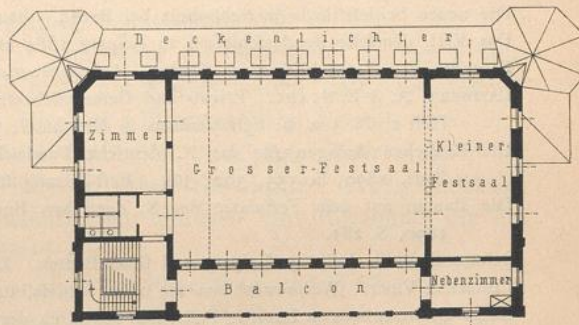 Deckenlichter
Zimmer
Grosser-Festsaal
Kleiner
Festsaal
Nebenzimmer
Balcon